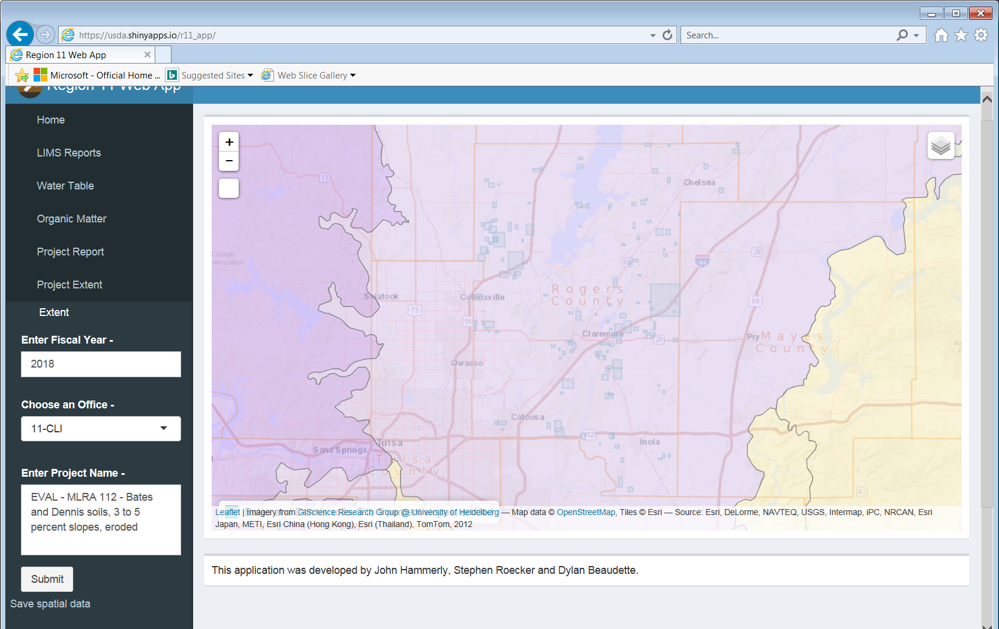 https://usda.shinyapps.io/r11_app/
Search...
Region 11 Web App
Microsoft - Official Home ...
Suggested Sites
Web Slice Gallery
Region 11 Web App
Home
LIMS Reports
Water Table
Organic Matter
Project Report
Project Extent
Extent
Enter Fiscal Year -
2018
Choose an Office -
11-CLI
Enter Project Name -
EVAL - MLRA 112 - Bates
and Dennis soils, 3 to 5
percent slopes, eroded
Submit
Save spatial data
+
−
11
Chelsea
Osage
28
66
44
Rogers
County
Skiatook
Collinsville
75
169
69
Claremore
20
Pry
Mayes
County
Owasso
Catoosa
412
Inola
Tulsa
Sand Springs
Tulsa
County
82
Leaflet | Imagery from GIScience Research Group @ University of Heidelberg — Map data © OpenStreetMap, Tiles © Esri — Source: Esri, DeLorme, NAVTEQ, USGS, Intermap, iPC, NRCAN, Esri
Japan, METI, Esri China (Hong Kong), Esri (Thailand), TomTom, 2012
This application was developed by John Hammerly, Stephen Roecker and Dylan Beaudette.